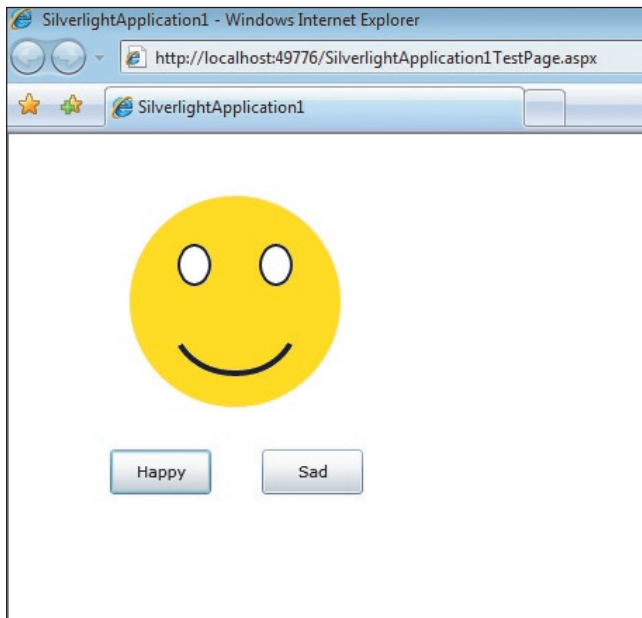 SilverlightApplication1 - Windows Internet Explorer
http://localhost:49776/SilverlightApplication1TestPage.aspx
SilverlightApplication1
Happy
Sad